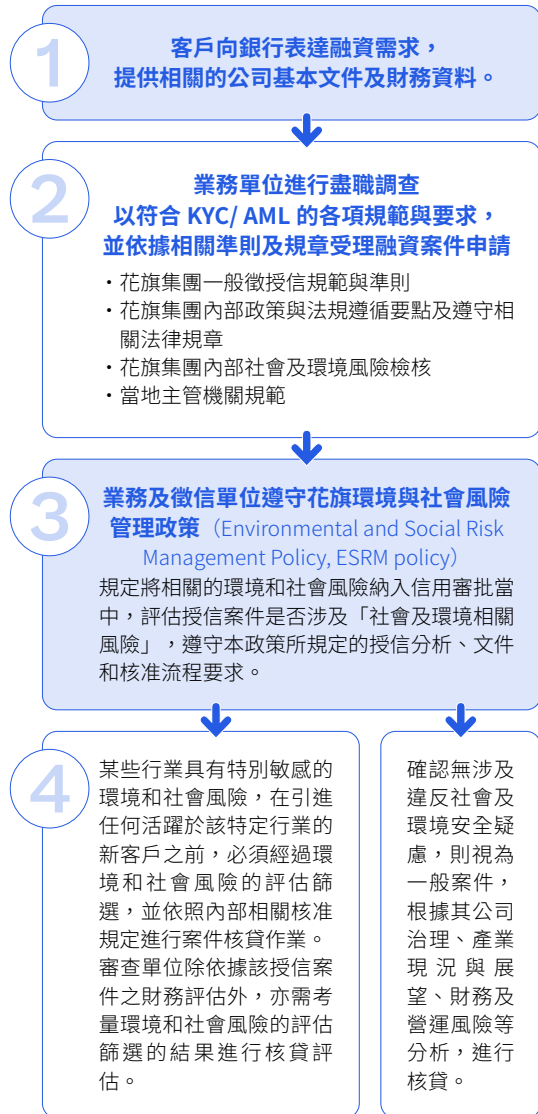 1
客戶向銀行表達融資需求，
提供相關的公司基本文件及財務資料。
2
業務單位進行盡職調查
以符合 KYC/ AML 的各項規範與要求，
並依據相關準則及規章受理融資案件申請
・花旗集團一般徵授信規範與準則
・花旗集團內部政策與法規遵循要點及遵守相
關法律規章
・花旗集團內部社會及環境風險檢核
・當地主管機關規範
3
業務及徵信單位遵守花旗環境與社會風險
管理政策（Environmental and Social Risk
Management Policy, ESRM policy）
規定將相關的環境和社會風險納入信用審批當
中，評估授信案件是否涉及「社會及環境相關
風險」，遵守本政策所規定的授信分析、文件
和核准流程要求。
4
某些行業具有特別敏感的
環境和社會風險，在引進
任何活躍於該特定行業的
新客戶之前，必須經過環
境和社會風險的評估篩
選，並依照內部相關核准
規定進行案件核貸作業。
審查單位除依據該授信案
件之財務評估外，亦需考
量環境和社會風險的評估
篩選的結果進行核貸評
估。
確認無涉及
違反社會及
環境安全疑
慮，則視為
一般案件，
根據其公司
治理、產業
現況與展
望、財務及
營運風險等
分析，進行
核貸。